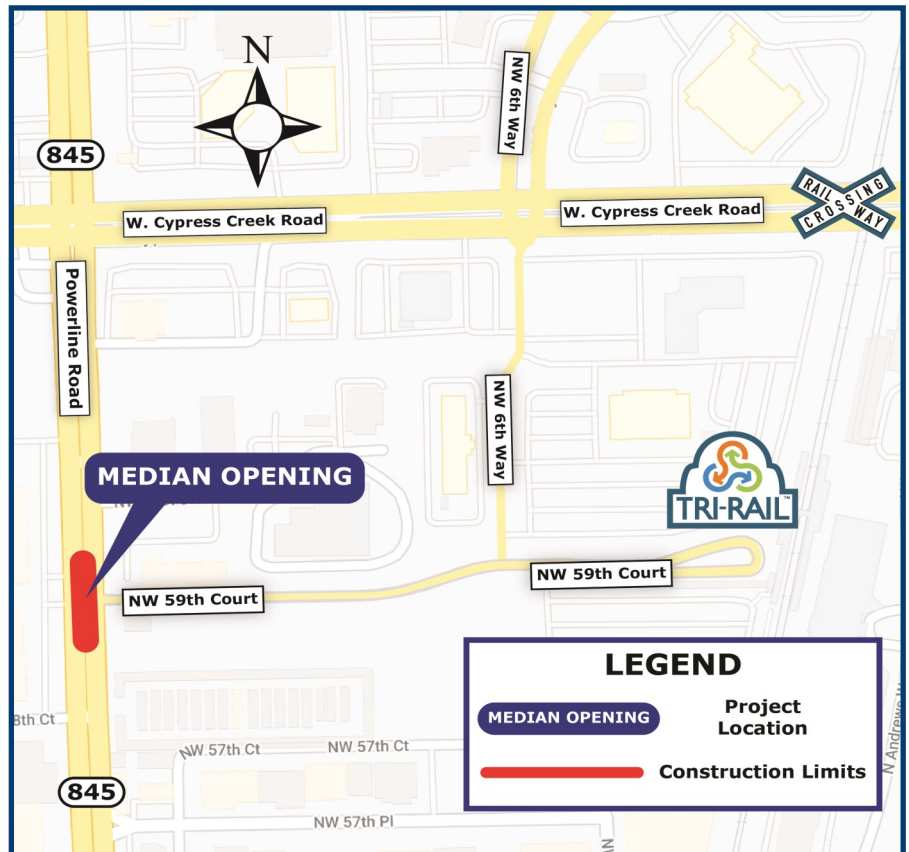 N
NW 6th Way
845
RAIL
CROSSING
WAY
W. Cypress Creek Road
W. Cypress Creek Road
Powerline Road
NW 6th Way
MEDIAN OPENING
TRI-RAIL™
NW 59th Court
NW 59th Court
LEGEND
MEDIAN OPENING
Project
Location
Construction Limits
8th Ct
NW 57th Ct
NW 57th Ct
845
NW 57th Pl
N Andrews W